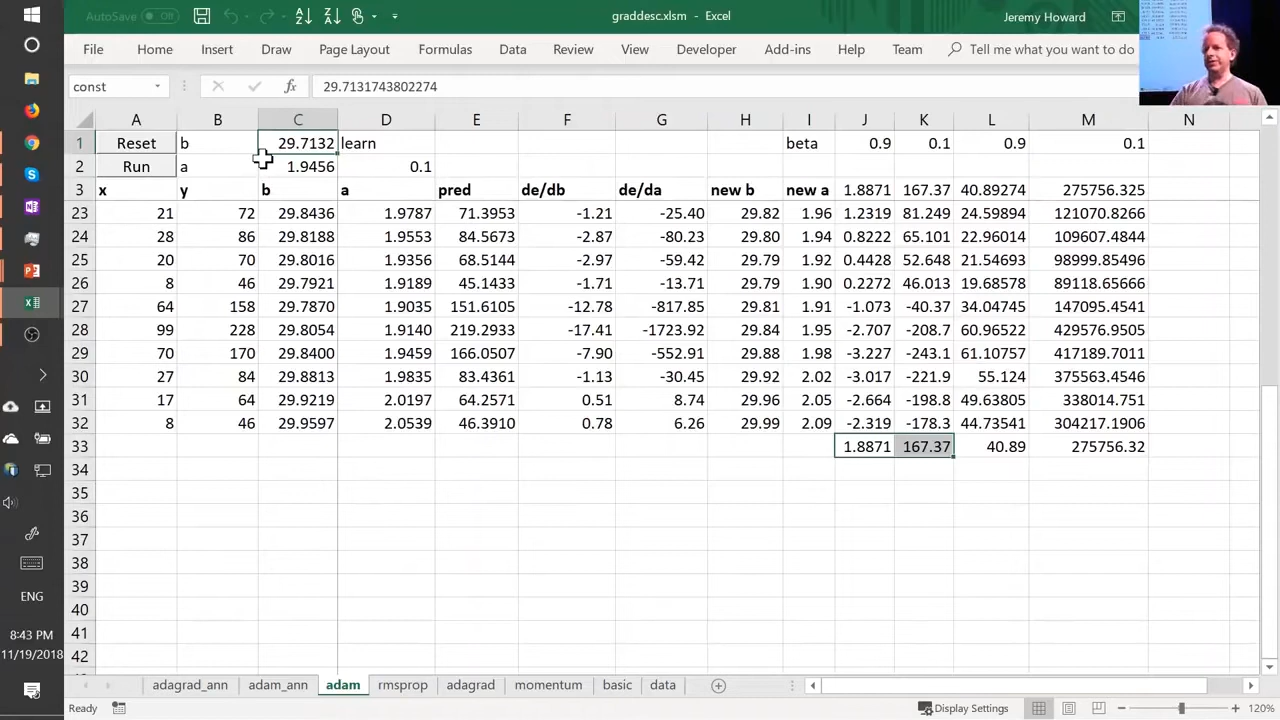 AutoSave Off graddesc.xlsm Jeremy Howard
File Home Insert Draw Page Layout Formulas Data Review View Developer Add-ins Help Team Tell me what you want to do
const fx 29.7131743802274
A B C D E F G H I J K L M N
1 Reset b 29.7132 learn beta 0.9 0.1 0.9 0.1
2 Run a 1.9456 0.1
3 x y b a pred de/db de/da new b new a 1.8871 167.37 40.89274 275756.325
23 21 72 29.8436 1.9787 71.3953 -1.21 -25.40 29.82 1.96 1.2319 81.249 24.59894 121070.8266
24 28 86 29.8188 1.9553 84.5673 -2.87 -80.23 29.80 1.94 0.8222 65.101 22.96014 109607.4844
25 20 70 29.8016 1.9356 68.5144 -2.97 -59.42 29.79 1.92 0.4428 52.648 21.54693 98999.85496
26 8 46 29.7921 1.9189 45.1433 -1.71 -13.71 29.79 1.90 0.2272 46.013 19.68578 89118.65666
27 64 158 29.7870 1.9035 151.6105 -12.78 -817.85 29.81 1.91 -1.073 -40.37 34.04745 147095.4541
28 99 228 29.8054 1.9140 219.2933 -17.41 -1723.92 29.84 1.95 -2.707 -208.7 60.96522 429576.9505
29 70 170 29.8400 1.9459 166.0507 -7.90 -552.91 29.88 1.98 -3.227 -243.1 61.10757 417189.7011
30 27 84 29.8813 1.9835 83.4361 -1.13 -30.45 29.92 2.02 -3.017 -221.9 55.124 375563.4546
31 17 64 29.9219 2.0197 64.2571 0.51 8.74 29.96 2.05 -2.664 -198.8 49.63805 338014.751
32 8 46 29.9597 2.0539 46.3910 0.78 6.26 29.99 2.09 -2.319 -178.3 44.73541 304217.1906
33 1.8871 167.37 40.89 275756.32
34
35
36
37
38
39
40
41
42
ENG
8:43 PM
11/19/2018
adagrad_ann adam_ann adam rmsprop adagrad momentum basic data
Ready Display Settings 120%